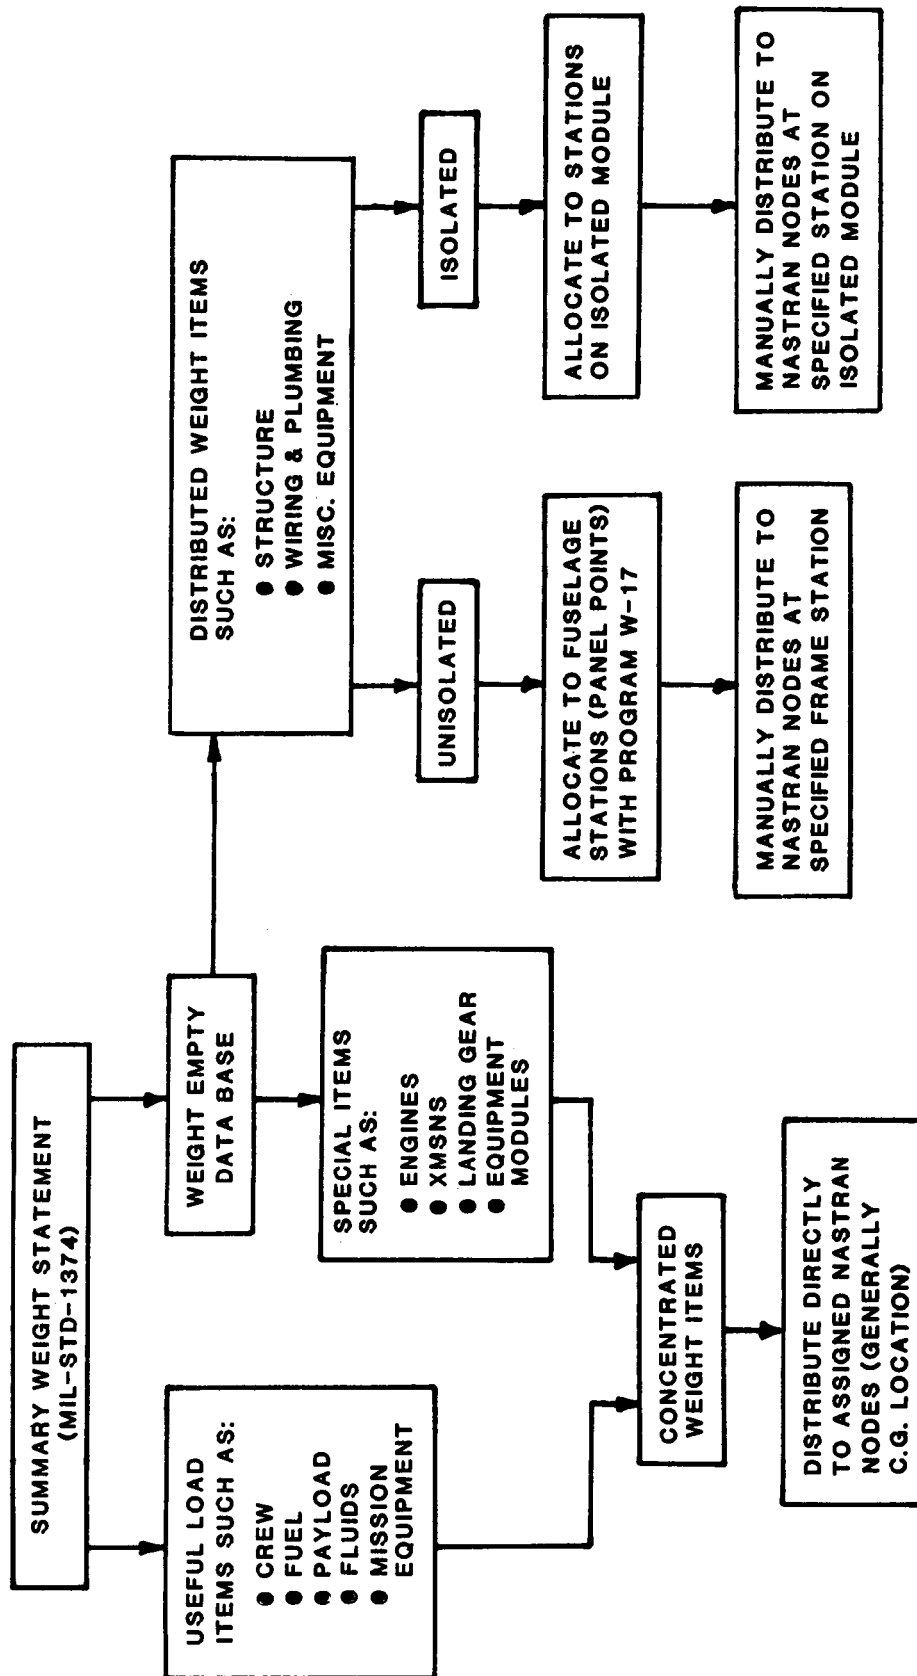 SUMMARY WEIGHT STATEMENT
(MIL-STD-1374)
USEFUL LOAD
ITEMS SUCH AS:
● CREW
● FUEL
● PAYLOAD
● FLUIDS
● MISSION
EQUIPMENT
WEIGHT EMPTY
DATA BASE
SPECIAL ITEMS
SUCH AS:
● ENGINES
● XMSNS
● LANDING GEAR
● EQUIPMENT
MODULES
CONCENTRATED
WEIGHT ITEMS
DISTRIBUTE DIRECTLY
TO ASSIGNED NASTRAN
NODES (GENERALLY
C.G. LOCATION)
DISTRIBUTED WEIGHT ITEMS
SUCH AS:
● STRUCTURE
● WIRING & PLUMBING
● MISC. EQUIPMENT
UNISOLATED
ALLOCATE TO FUSELAGE
STATIONS (PANEL POINTS)
WITH PROGRAM W-17
MANUALLY DISTRIBUTE TO
NASTRAN NODES AT
SPECIFIED FRAME STATION
ISOLATED
ALLOCATE TO STATIONS
ON ISOLATED MODULE
MANUALLY DISTRIBUTE TO
NASTRAN NODES AT
SPECIFIED STATION ON
ISOLATED MODULE